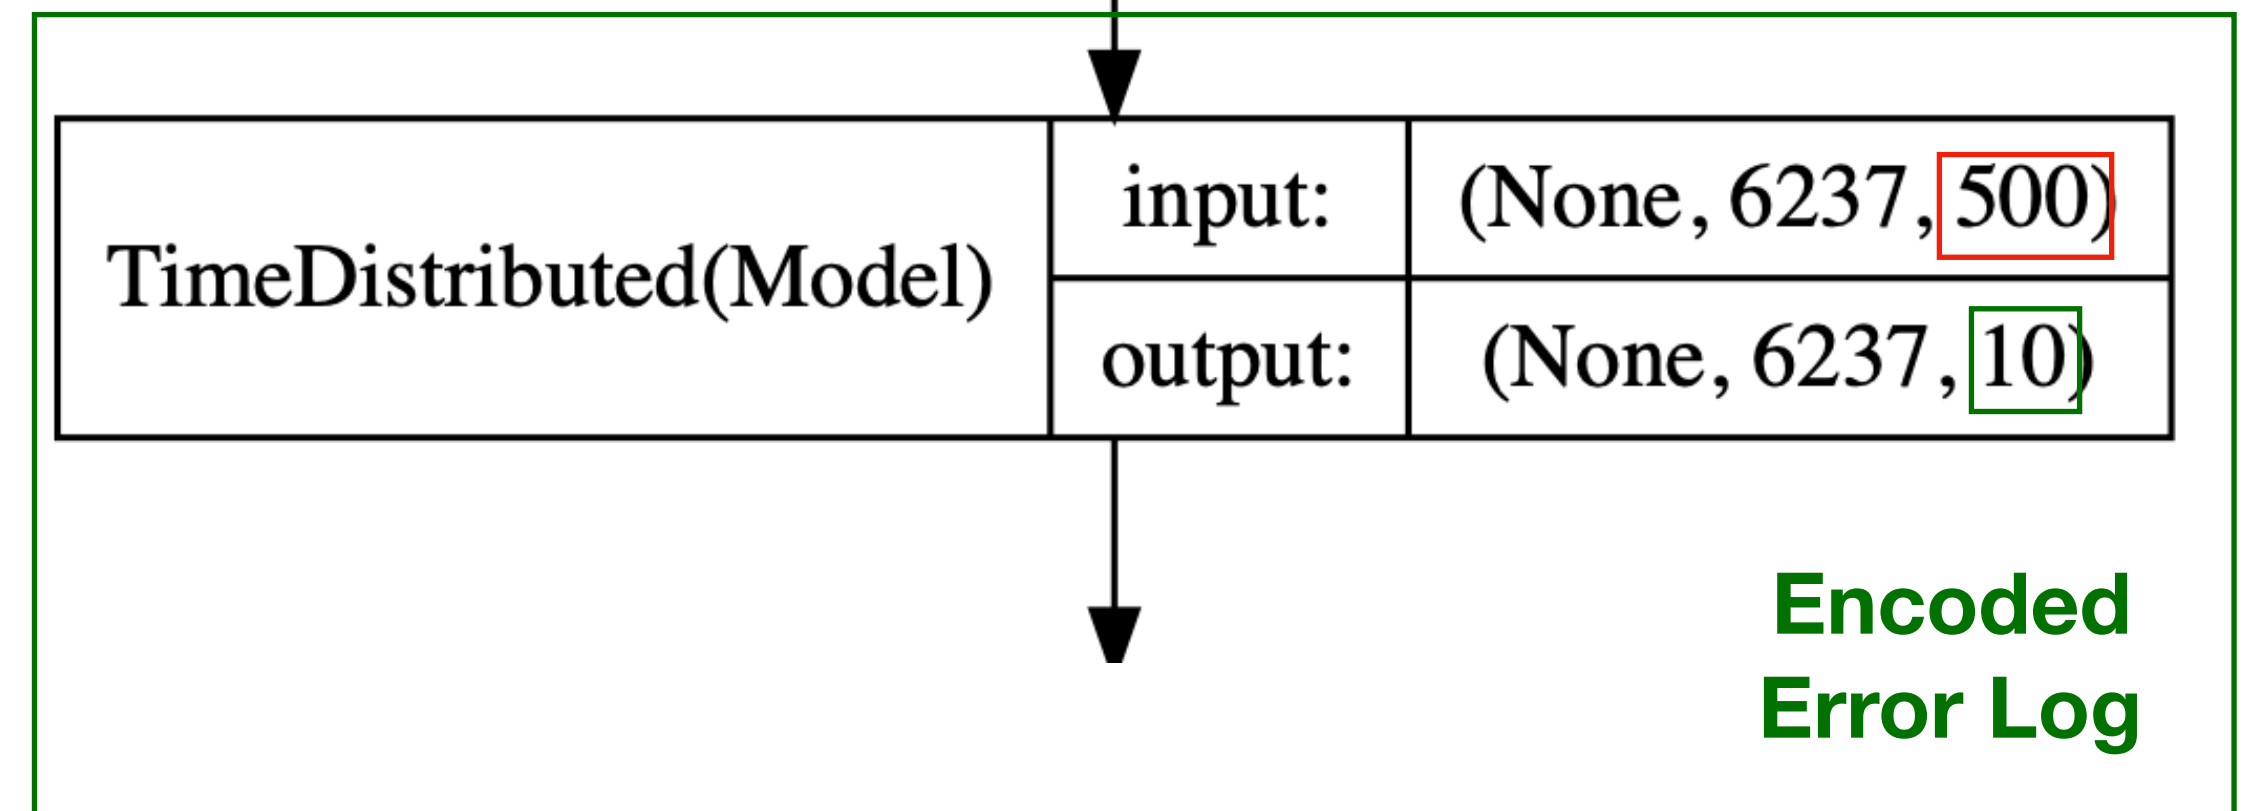 TimeDistributed(Model)
input:
(None, 6237, 500)
output:
(None, 6237, 10)
Encoded
Error Log